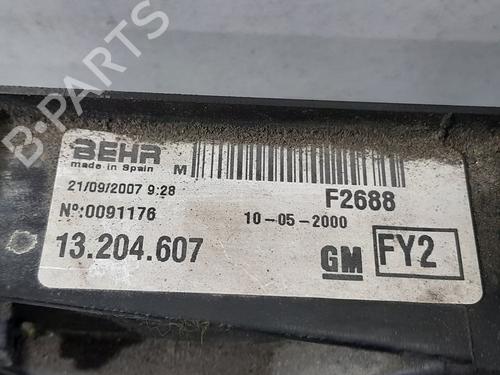 B-PARTS
BEHR
made in Spain M
21/09/2007 9:28 F2688
Nº:0091176 10-05-2000
13.204.607 GM FY2